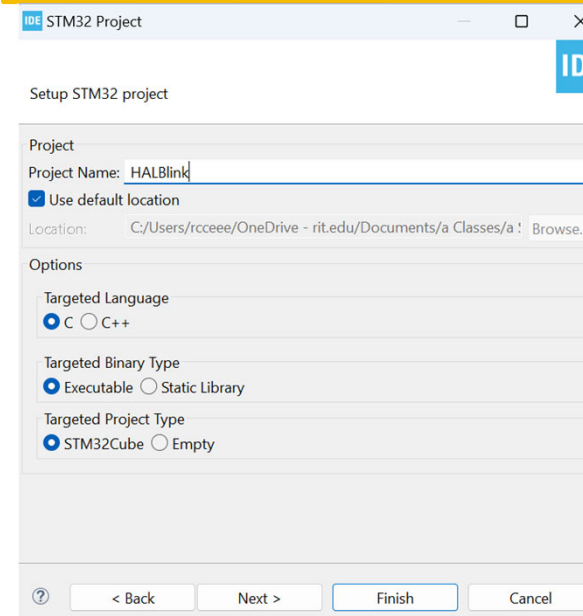 IDE STM32 Project
ID
Setup STM32 project
Project
Project Name: HALBlink
Use default location
Location: C:/Users/rcceee/OneDrive - rit.edu/Documents/a Classes/a Browse.
Options
Targeted Language
C C++
Targeted Binary Type
Executable Static Library
Targeted Project Type
STM32Cube Empty
? < Back Next > Finish Cancel